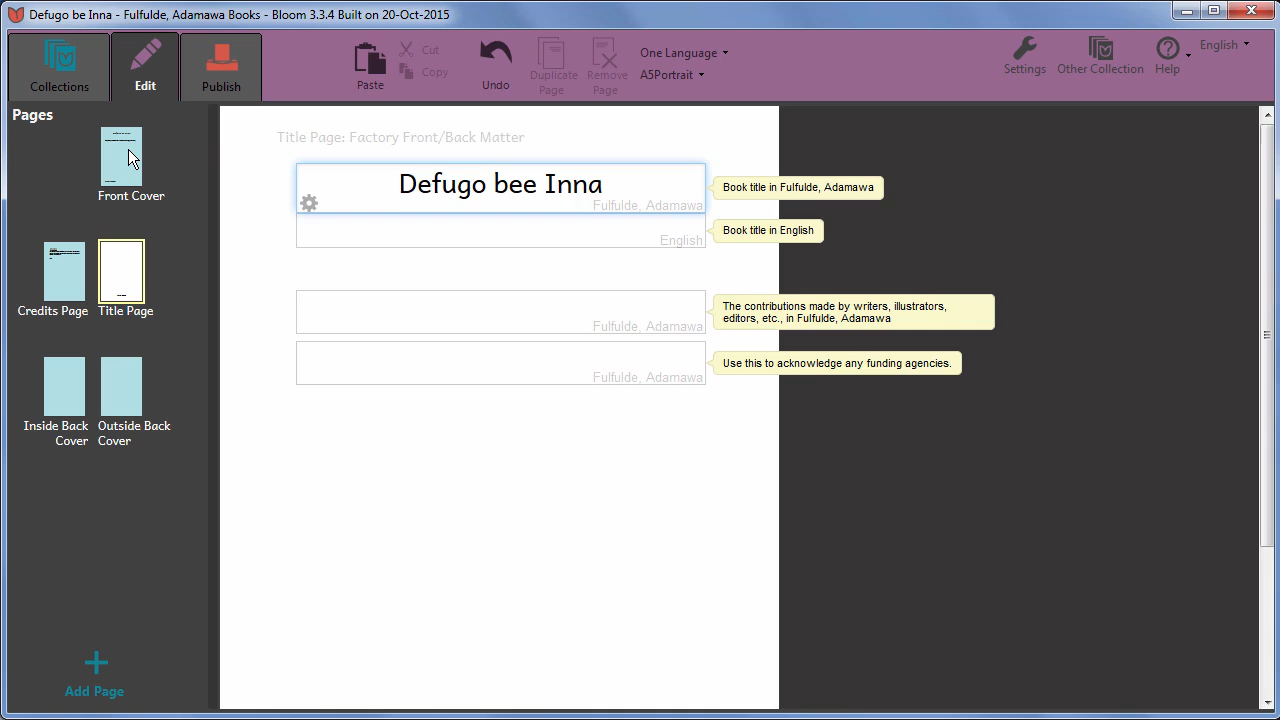 Defugo be Inna - Fulfulde, Adamawa Books - Bloom 3.3.4 Built on 20-Oct-2015
Collections
Edit
Publish
Paste
Cut
Copy
Undo
Duplicate
Page
Remove
Page
One Language
A5Portrait
Settings
Other Collection
Help
English
Pages
Front Cover
Credits Page
Title Page
Inside Back
Cover
Outside Back
Cover
Add Page
Title Page: Factory Front/Back Matter
Defugo bee Inna
Fulfulde, Adamawa
Book title in Fulfulde, Adamawa
English
Book title in English
Fulfulde, Adamawa
The contributions made by writers, illustrators,
editors, etc., in Fulfulde, Adamawa
Fulfulde, Adamawa
Use this to acknowledge any funding agencies.